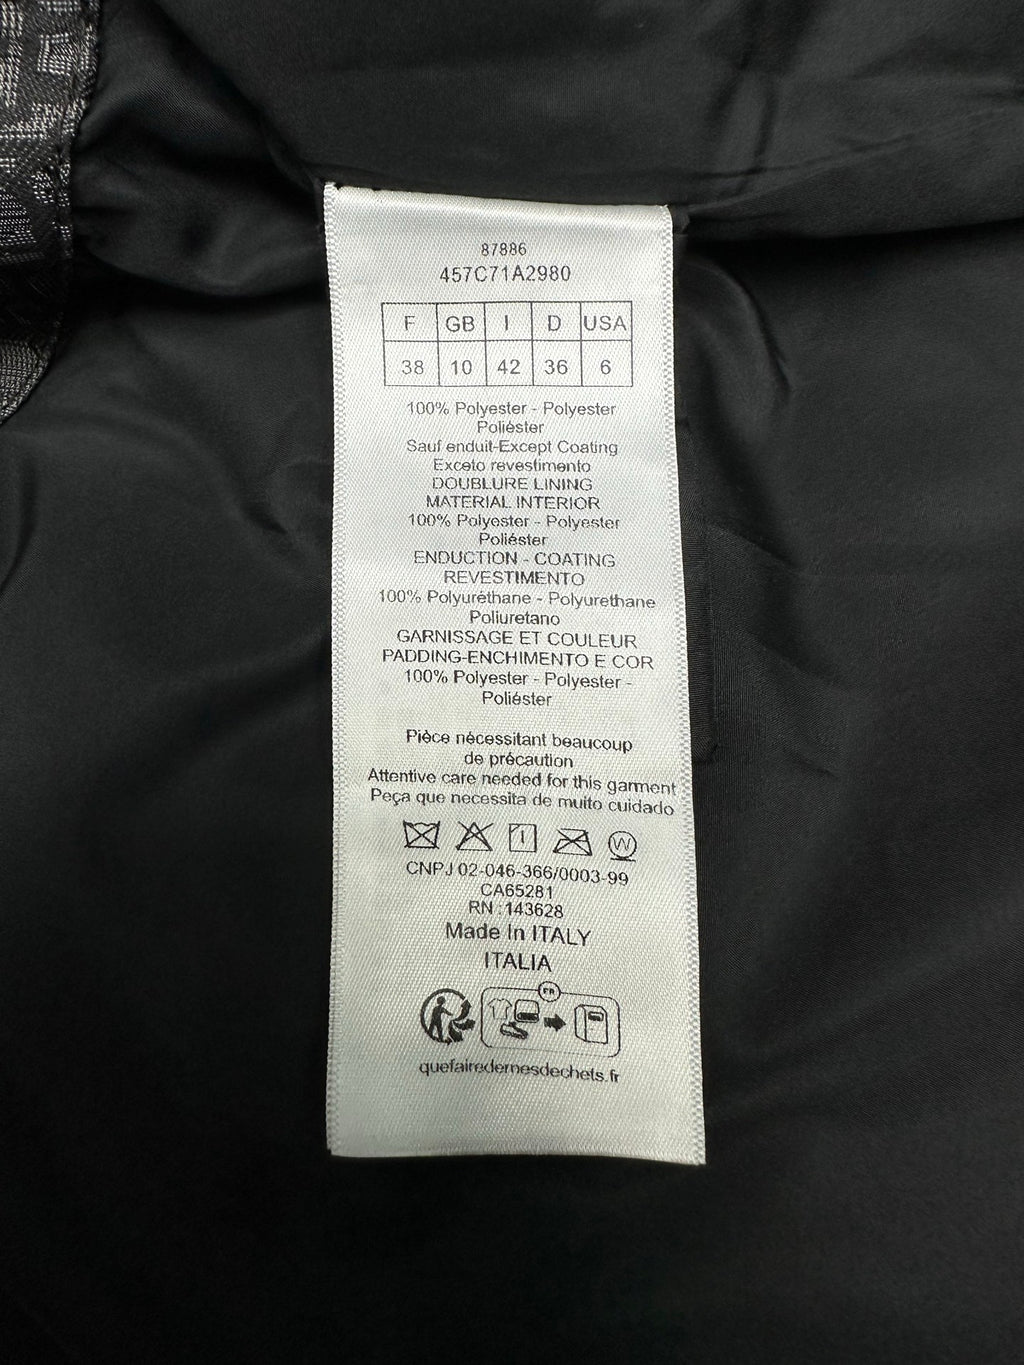 87886
457C71A2980
F GB I D USA
38 10 42 36 6
100% Polyester - Polyester
Poliéster
Sauf enduit-Except Coating
Exceto revestimento
DOUBLURE LINING
MATERIAL INTERIOR
100% Polyester - Polyester
Poliéster
ENDUCTION - COATING
REVESTIMENTO
100% Polyuréthane - Polyurethane
Poliuretano
GARNISSAGE ET COULEUR
PADDING-ENCHIMENTO E COR
100% Polyester - Polyester -
Poliéster
Pièce nécessitant beaucoup
de précaution
Attentive care needed for this garment
Peça que necessita de muito cuidado
W
CNPJ 02-046-366/0003-99
CA65281
RN : 143628
Made In ITALY
ITALIA
FR
quefairedemesdechets.fr